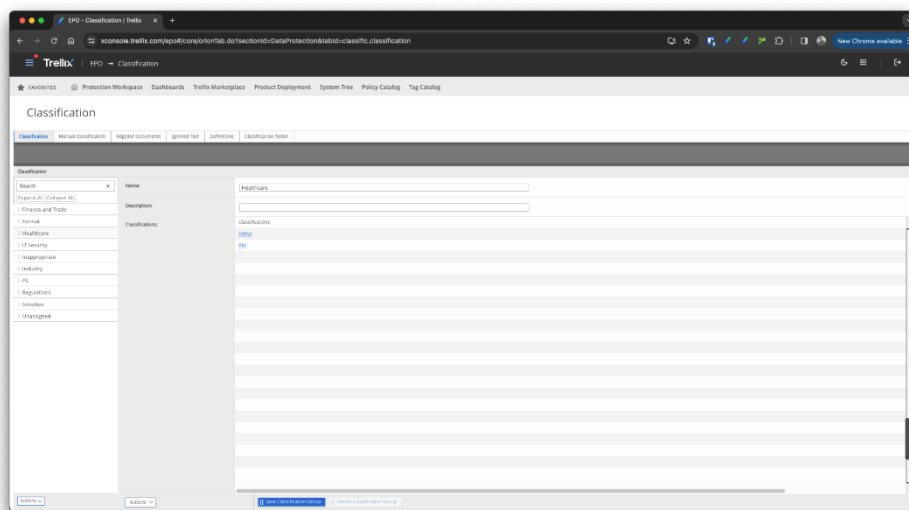 EPO - Classification | Trellix
xconsole.trellix.com/epo#/core/orionTab.do?sectionId=DataProtection&tabId=classific.classification
New Chrome available
Trellix | EPO → Classification
FAVORITES Protection Workspace Dashboards Trellix Marketplace Product Deployment System Tree Policy Catalog Tag Catalog
Classification
Classification Manual Classification Register Documents Ignored Text Definitions Classification Tester
Classification
Search
Expand All Collapse All
Finance and Trade
Format
Healthcare
IT Security
Inappropriate
Industry
PII
Regulations
Sensitive
Unassigned
Name
Healthcare
Description
Classifications:
Classifications
HIPAA
PHI
Actions
Actions
Save Classification Group
Delete Classification Group